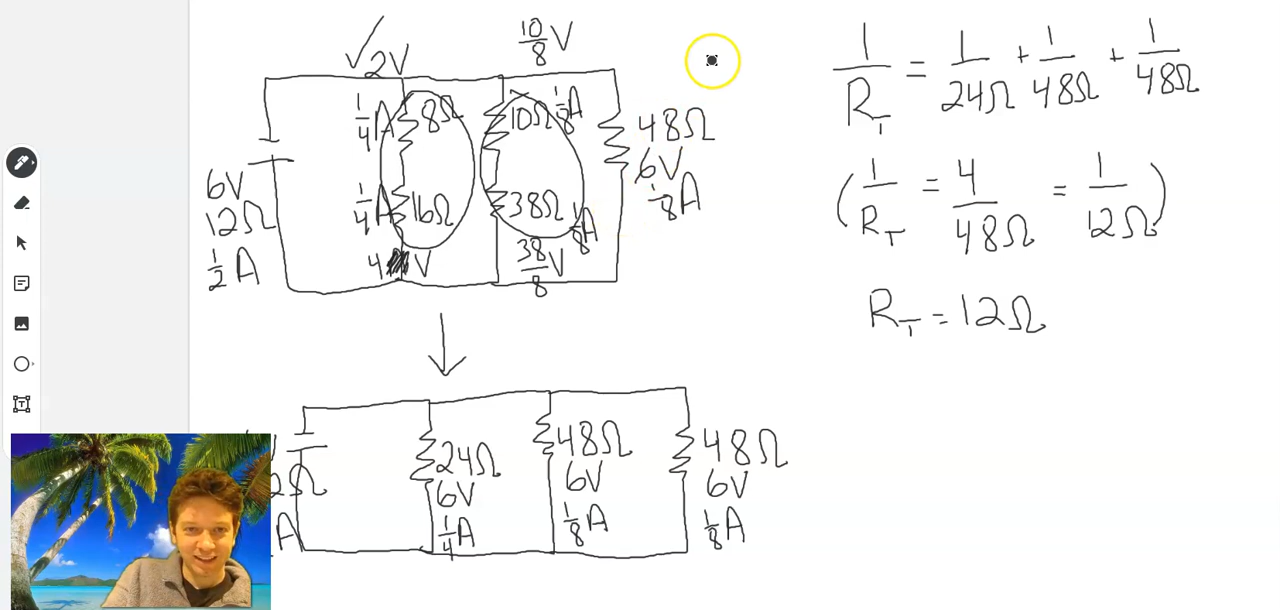 10/8 V
√2V
1/4 A 8Ω 10Ω 1/8 A
48Ω
6V
1/8 A
6V
12Ω
1/2 A
1/4 A 16Ω 38Ω 1/8 A
4 V 38/8 V
24Ω
6V
1/4 A
48Ω
6V
1/8 A
48Ω
6V
1/8 A
2Ω
A
1/R_T = 1/24Ω + 1/48Ω + 1/48Ω
(1/R_T = 4/48Ω = 1/12Ω)
R_T = 12Ω
T